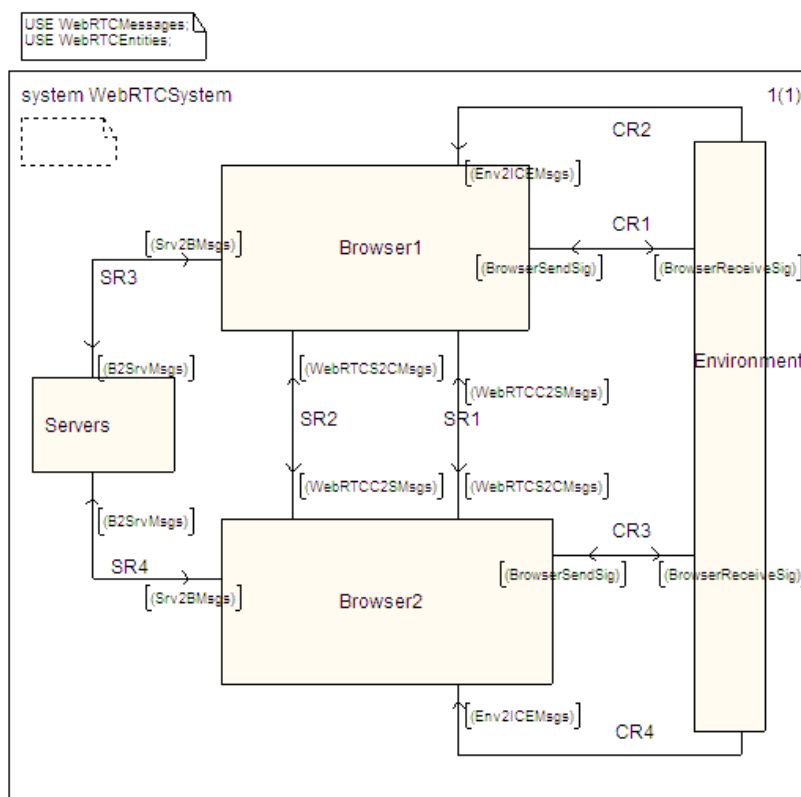 USE WebRTCMessages;
USE WebRTCEntities;
system WebRTCSystem
1(1)
CR2
(Env2ICEMsgs)
CR1
(Srv2BMsgs)
Browser1
(BrowserSendSig)
(BrowserReceiveSig)
SR3
(B2SrvMsgs)
(WebRTCS2CMsgs)
Environment
(WebRTCC2SMsgs)
Servers
SR2
SR1
(WebRTCC2SMsgs)
(WebRTCS2CMsgs)
(B2SrvMsgs)
CR3
SR4
(BrowserSendSig)
(BrowserReceiveSig)
(Srv2BMsgs)
Browser2
(Env2ICEMsgs)
CR4